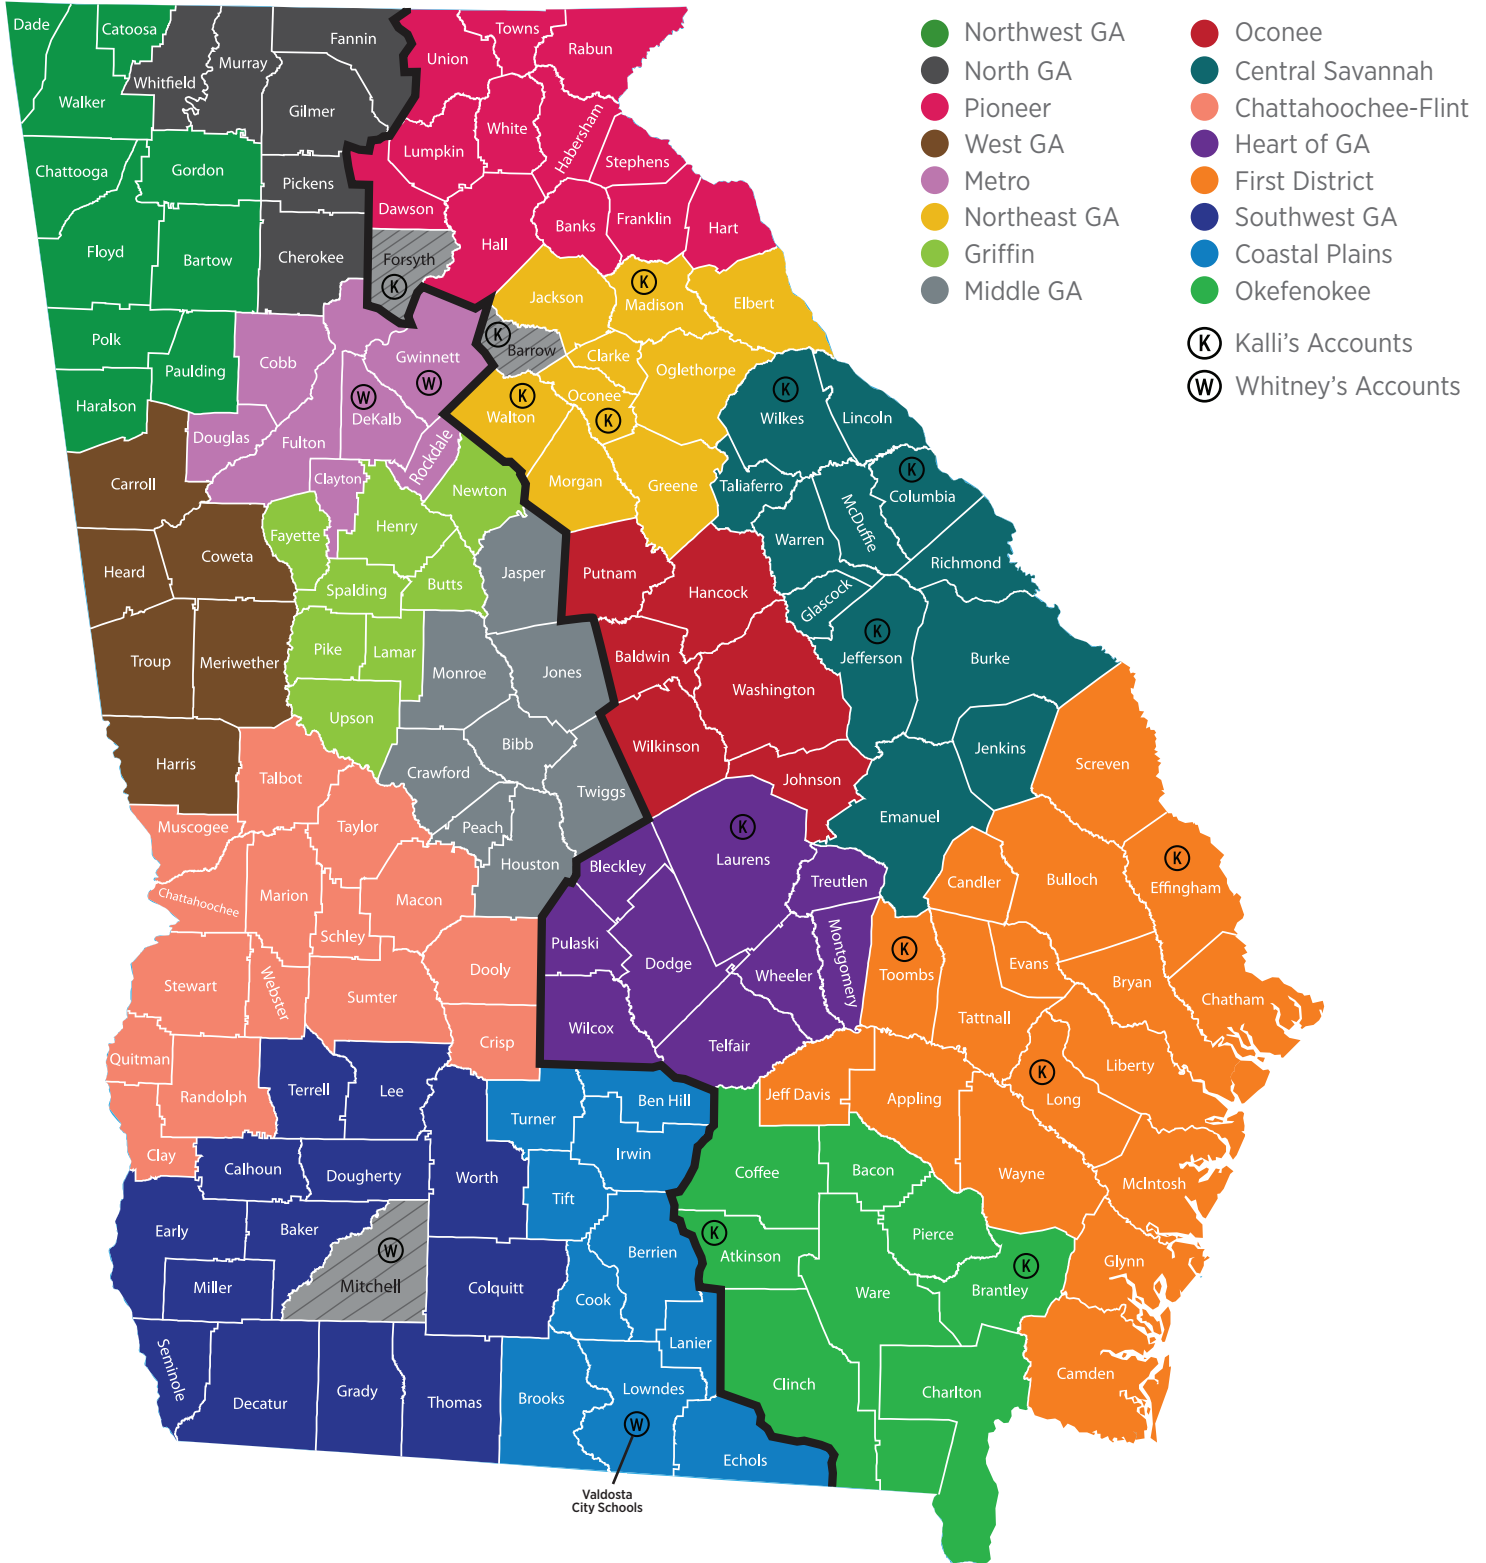 Northwest GA
North GA
Pioneer
West GA
Metro
Northeast GA
Griffin
Middle GA
Oconee
Central Savannah
Chattahoochee-Flint
Heart of GA
First District
Southwest GA
Coastal Plains
Okefenokee
K Kalli's Accounts
W Whitney's Accounts
Dade
Catoosa
Fannin
Towns
Rabun
Union
Murray
Whitfield
Walker
Gilmer
White
Habersham
Lumpkin
Stephens
Chattooga
Gordon
Pickens
Dawson
Banks
Franklin
Hart
Hall
Floyd
Bartow
Cherokee
Forsyth
K
Jackson
K
Madison
Elbert
Polk
Paulding
Cobb
Gwinnett
W
K
Barrow
Clarke
Oglethorpe
Haralson
W
DeKalb
K
Walton
Oconee
K
K
Wilkes
Lincoln
Douglas
Fulton
Rockdale
Carroll
Clayton
Newton
Morgan
Greene
Taliaferro
K
Columbia
McDuffie
Henry
Fayette
Coweta
Heard
Warren
Richmond
Spalding
Butts
Jasper
Putnam
Hancock
Glascock
K
Jefferson
Burke
Troup
Meriwether
Pike
Lamar
Monroe
Jones
Baldwin
Washington
Upson
Bibb
Wilkinson
Jenkins
Screven
Harris
Talbot
Crawford
Twiggs
Johnson
Muscogee
Taylor
Peach
Houston
Emanuel
K
Laurens
Bleckley
Treutlen
Candler
Bulloch
K
Effingham
Chattahoochee
Marion
Macon
Schley
Pulaski
Dodge
Wheeler
Montgomery
K
Toombs
Evans
Bryan
Chatham
Stewart
Webster
Sumter
Dooly
Tattnall
Wilcox
Telfair
Crisp
Quitman
Randolph
Terrell
Lee
Turner
Ben Hill
Jeff Davis
Appling
K
Long
Liberty
Clay
Calhoun
Dougherty
Worth
Irwin
Tift
Coffee
Bacon
Wayne
McIntosh
Early
Baker
W
Mitchell
Berrien
K
Atkinson
Pierce
K
Brantley
Glynn
Miller
Colquitt
Cook
Ware
Lanier
Seminole
Decatur
Grady
Thomas
Brooks
Lowndes
W
Clinch
Charlton
Camden
Echols
Valdosta
City Schools